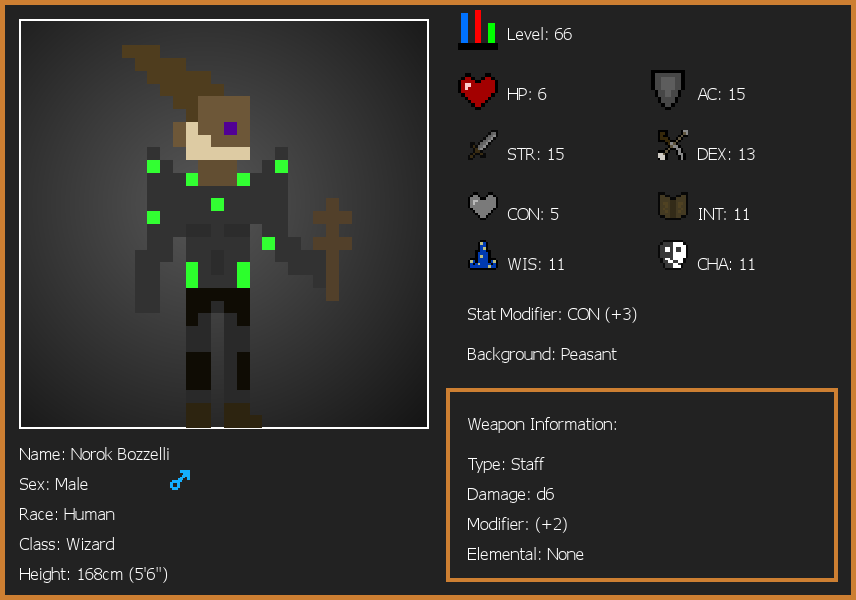 Level: 66
HP: 6
AC: 15
STR: 15
DEX: 13
CON: 5
INT: 11
WIS: 11
CHA: 11
Stat Modifier: CON (+3)
Background: Peasant
Weapon Information:
Type: Staff
Damage: d6
Modifier: (+2)
Elemental: None
Name: Norok Bozzelli
Sex: Male
Race: Human
Class: Wizard
Height: 168cm (5'6")